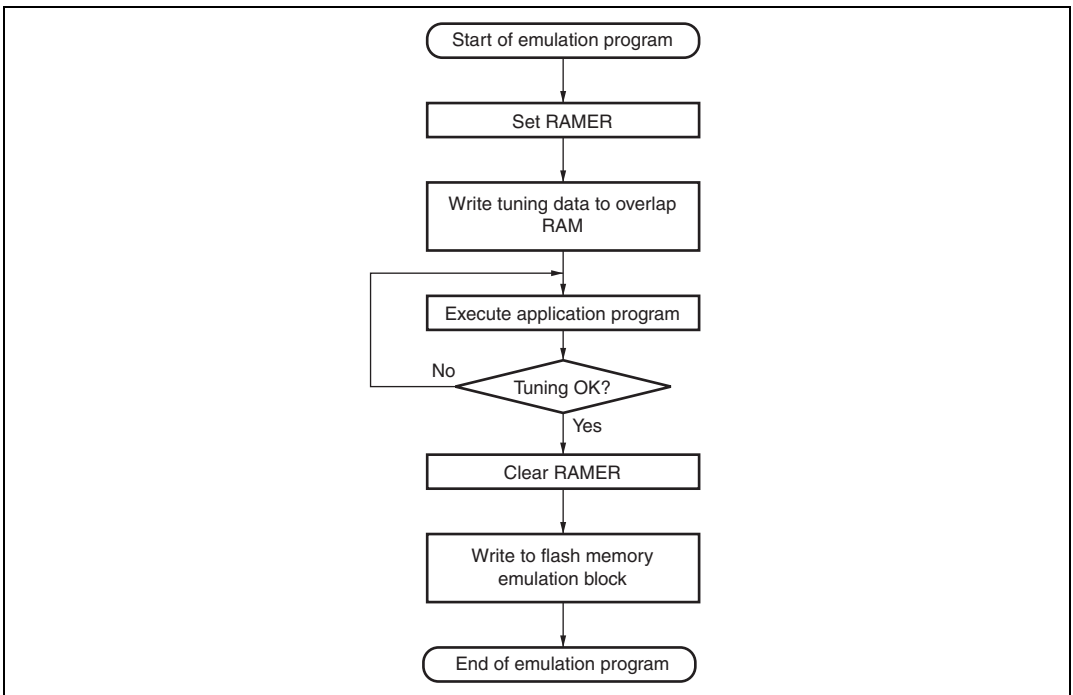 Start of emulation program
Set RAMER
Write tuning data to overlap
RAM
Execute application program
No
Tuning OK?
Yes
Clear RAMER
Write to flash memory
emulation block
End of emulation program